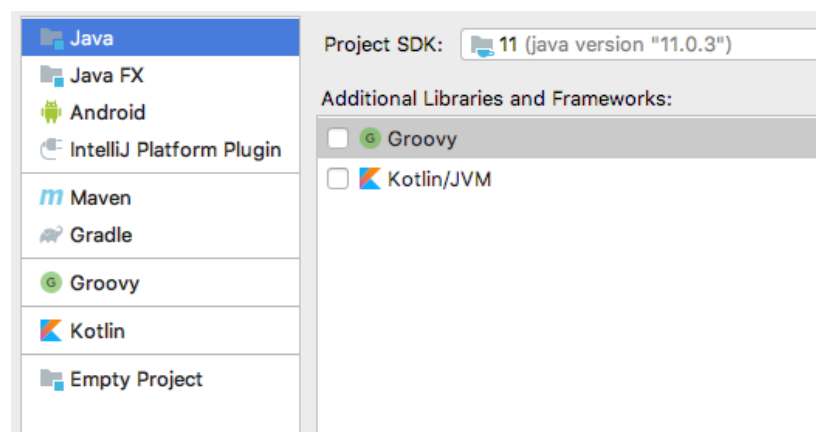 Java
Java FX
Android
IntelliJ Platform Plugin
m Maven
Gradle
G Groovy
Kotlin
Empty Project
Project SDK: 11 (java version "11.0.3")
Additional Libraries and Frameworks:
G Groovy
Kotlin/JVM